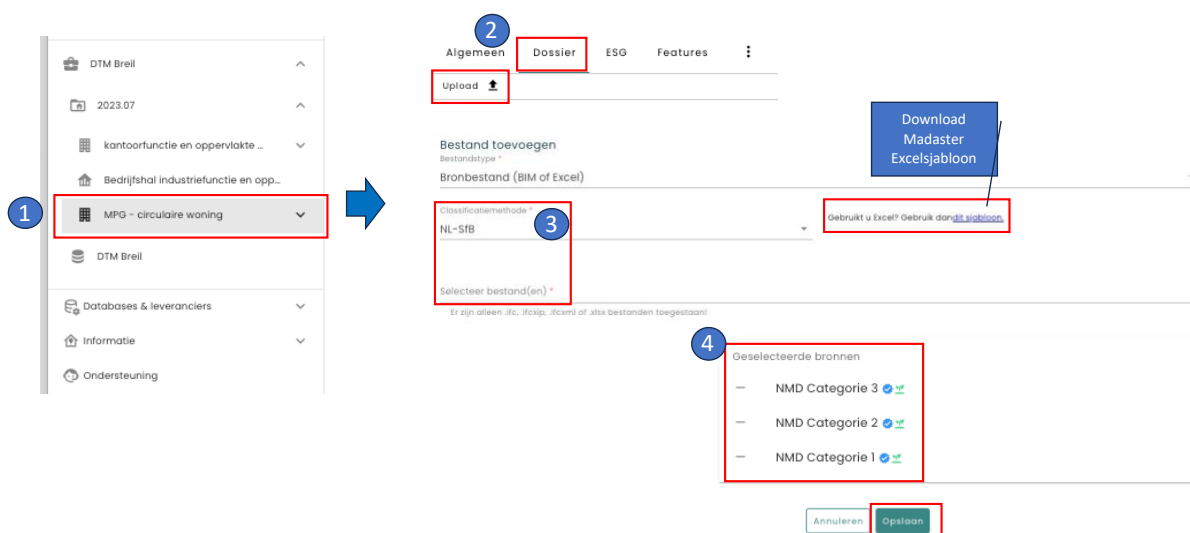 1
DTM Breil
2023.07
kantoorfunctie en oppervlakte ...
Bedrijfshal industriefunctie en opp...
MPG - circulaire woning
DTM Breil
Databases & leveranciers
Informatie
Ondersteuning
2
Algemeen Dossier ESG Features
Upload
Download
Madaster
Excelsjabloon
Bestand toevoegen
Bestandstype *
Bronbestand (BIM of Excel)
3
Classificatiemethode *
NL-SfB
Gebruikt u Excel? Gebruik dan dit sjabloon.
Selecteer bestand(en) *
Er zijn alleen .ifc, .ifczip, .ifcxml of .xlsx bestanden toegestaan!
4
Geselecteerde bronnen
NMD Categorie 3
NMD Categorie 2
NMD Categorie 1
Annuleren Opslaan